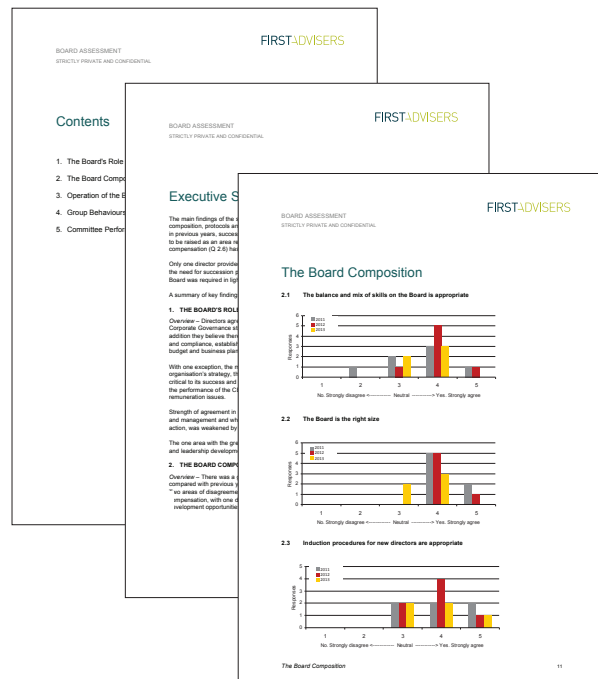 FIRSTADVISERS
BOARD ASSESSMENT
STRICTLY PRIVATE AND CONFIDENTIAL
Contents
1. The Board's Role
2. The Board Compo
3. Operation of the B
4. Group Behaviours
5. Committee Perfor
FIRSTADVISERS
BOARD ASSESSMENT
STRICTLY PRIVATE AND CONFIDENTIAL
Executive S
The main findings of the s
composition, protocols an
in previous years, succes
to be raised as an area re
compensation (Q 2.6) has
Only one director provide
the need for succession p
Board was required in ligh
A summary of key finding
1. THE BOARD'S ROLE
Overview – Directors agre
Corporate Governance st
addition they believe then
and compliance, establish
budget and business plan
With one exception, the m
organisation's strategy, th
critical to its success and
the performance of the CE
remuneration issues.
Strength of agreement in
and management and wh
action, was weakened by
The one area with the gre
and leadership developm
2. THE BOARD COMPO
Overview – There was a g
compared with previous y
wo areas of disagreeme
mpensation, with one d
velopment opportunitie
FIRSTADVISERS
BOARD ASSESSMENT
STRICTLY PRIVATE AND CONFIDENTIAL
The Board Composition
2.1 The balance and mix of skills on the Board is appropriate
Responses
6
5
4
3
2
1
0
2011
2012
2013
1 2 3 4 5
No. Strongly disagree <---------- Neutral ----------> Yes. Strongly agree
2.2 The Board is the right size
Responses
6
5
4
3
2
1
0
2011
2012
2013
1 2 3 4 5
No. Strongly disagree <---------- Neutral ----------> Yes. Strongly agree
2.3 Induction procedures for new directors are appropriate
Responses
5
4
3
2
1
0
2011
2012
2013
1 2 3 4 5
No. Strongly disagree <---------- Neutral ----------> Yes. Strongly agree
The Board Composition 11